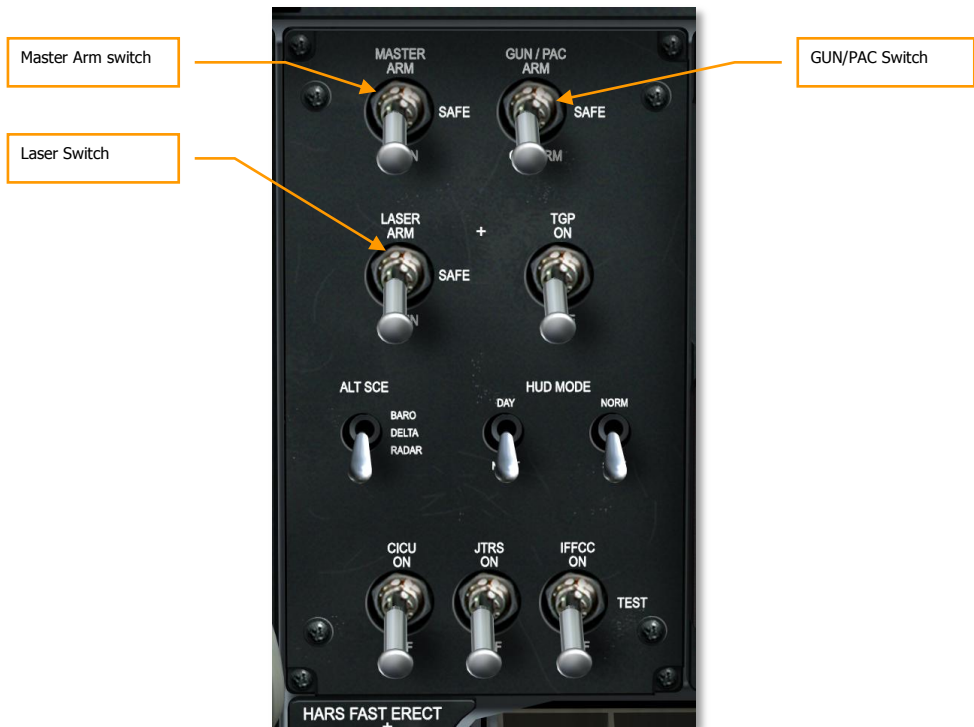 Master Arm switch
GUN/PAC Switch
Laser Switch
MASTER
ARM
SAFE
GUN / PAC
ARM
SAFE
LASER
ARM
SAFE
+
TGP
ON
ALT SCE
BARO
DELTA
RADAR
HUD MODE
DAY
NORM
CICU
ON
JTRS
ON
IFFCC
ON
TEST
HARS FAST ERECT
+